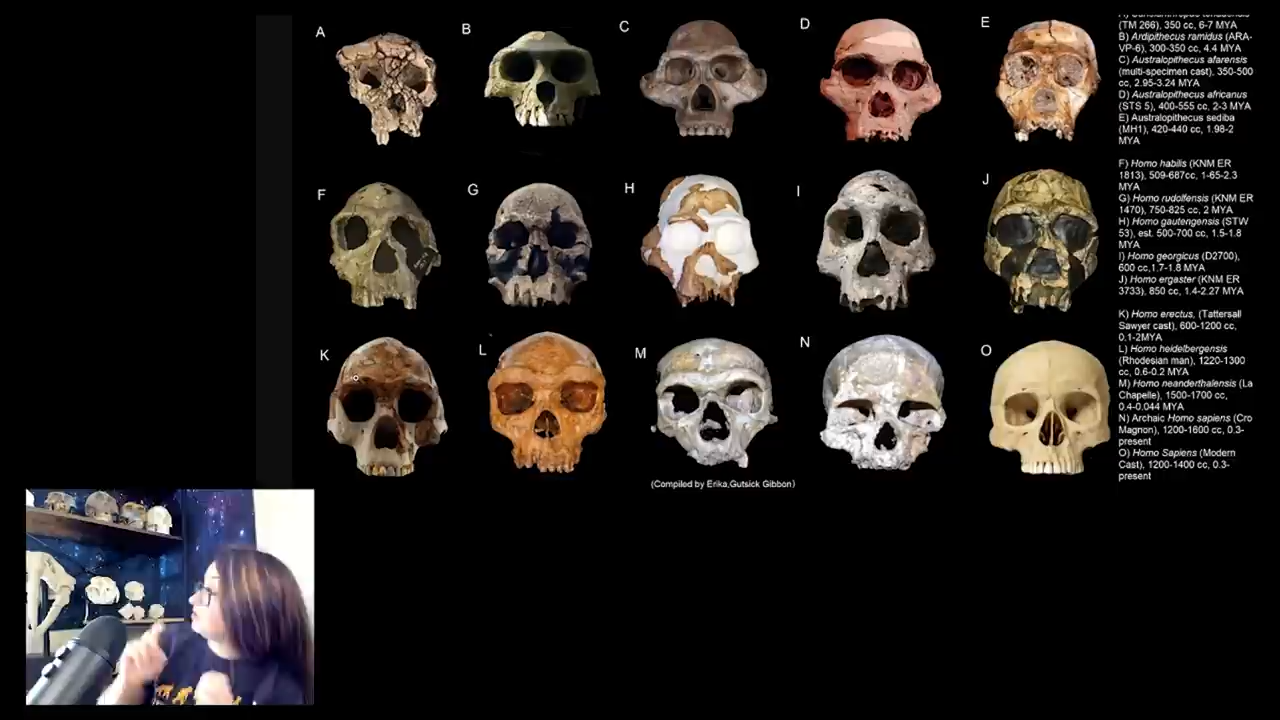 A
B
C
D
E
F
G
H
I
J
K
L
M
N
O
(Compiled by Erika,Gutsick Gibbon)
(TM 266), 350 cc, 6-7 MYA
B) Ardipithecus ramidus (ARA-
VP-6), 300-350 cc, 4.4 MYA
C) Australopithecus afarensis
(multi-specimen cast), 350-500
cc, 2.95-3.24 MYA
D) Australopithecus africanus
(STS 5), 400-555 cc, 2-3 MYA
E) Australopithecus sediba
(MH1), 420-440 cc, 1.98-2
MYA
F) Homo habilis (KNM ER
1813), 509-687cc, 1-65-2.3
MYA
G) Homo rudolfensis (KNM ER
1470), 750-825 cc, 2 MYA
H) Homo gautengensis (STW
53), est. 500-700 cc, 1.5-1.8
MYA
I) Homo georgicus (D2700),
600 cc,1.7-1.8 MYA
J) Homo ergaster (KNM ER
3733), 850 cc, 1.4-2.27 MYA
K) Homo erectus, (Tattersall
Sawyer cast), 600-1200 cc,
0.1-2MYA
L) Homo heidelbergensis
(Rhodesian man), 1220-1300
cc, 0.6-0.2 MYA
M) Homo neanderthalensis (La
Chapelle), 1500-1700 cc,
0.4-0.044 MYA
N) Archaic Homo sapiens (Cro
Magnon), 1200-1600 cc, 0.3-
present
O) Homo Sapiens (Modern
Cast), 1200-1400 cc, 0.3-
present